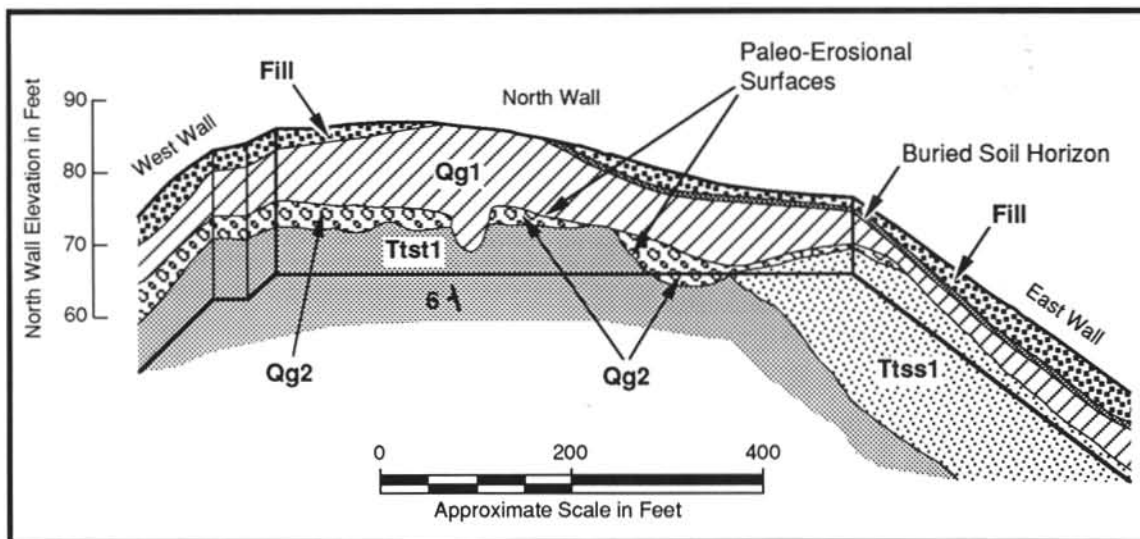 Paleo-Erosional
Surfaces
Fill
North Wall
90
80
70
60
North Wall Elevation in Feet
West Wall
Buried Soil Horizon
Qg1
Fill
Ttst1
6
East Wall
Qg2
Qg2
Ttss1
0
200
400
Approximate Scale in Feet